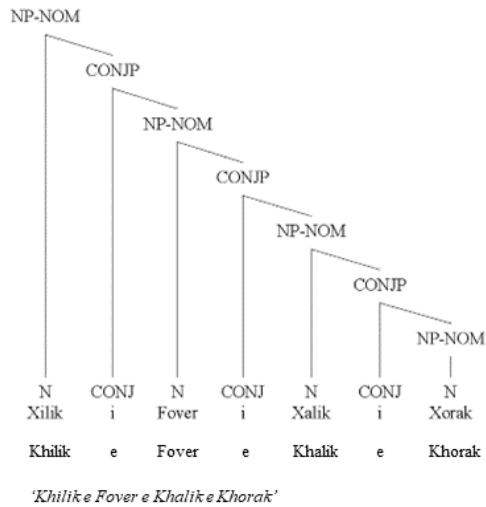 NP-NOM
CONJP
NP-NOM
CONJP
NP-NOM
CONJP
NP-NOM
N CONJ N CONJ N CONJ N
Xilik i Fover i Xalik i Xorak
Khilik e Fover e Khalik e Khorak
‘Khilik e Fover e Khalik e Khorak’